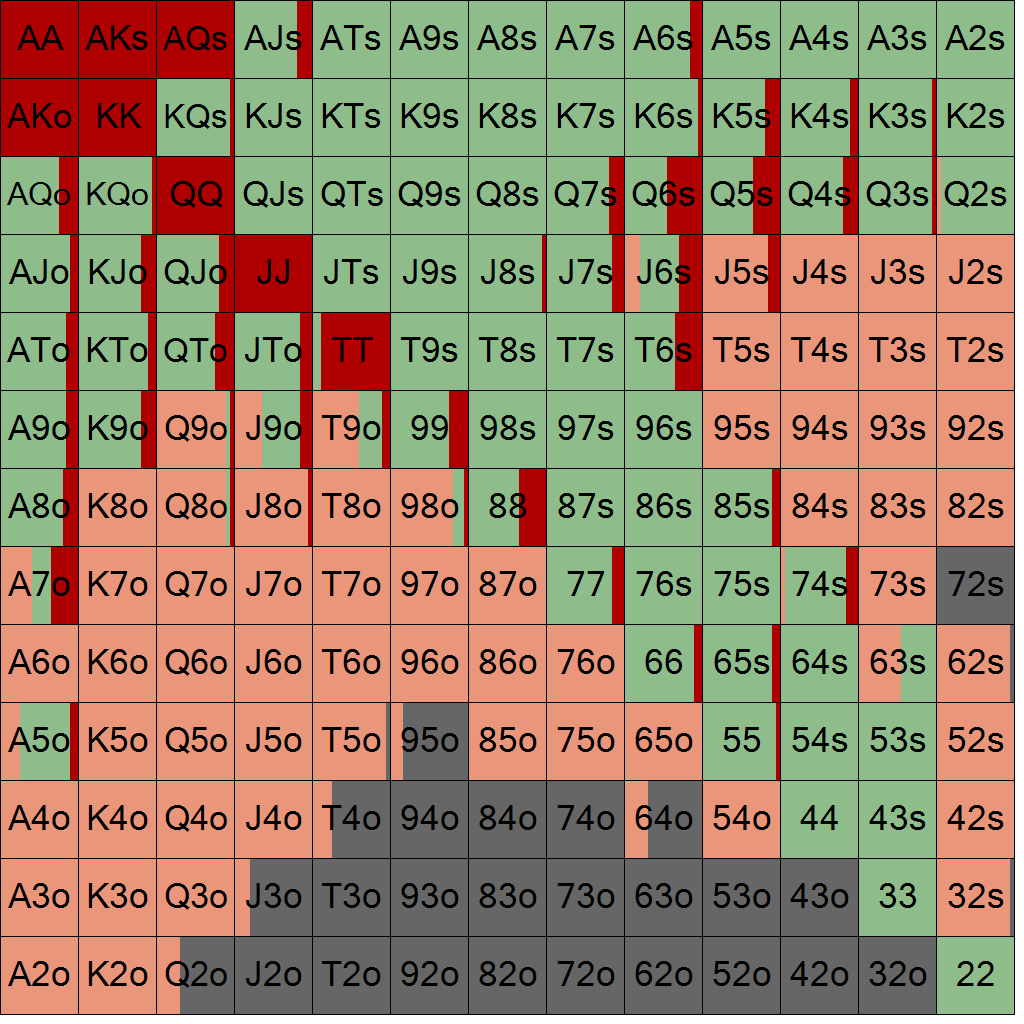 AA AKs AQs AJs ATs A9s A8s A7s A6s A5s A4s A3s A2s
AKo KK KQs KJs KTs K9s K8s K7s K6s K5s K4s K3s K2s
AQo KQo QQ QJs QTs Q9s Q8s Q7s Q6s Q5s Q4s Q3s Q2s
AJo KJo QJo JJ JTs J9s J8s J7s J6s J5s J4s J3s J2s
ATo KTo QTo JTo TT T9s T8s T7s T6s T5s T4s T3s T2s
A9o K9o Q9o J9o T9o 99 98s 97s 96s 95s 94s 93s 92s
A8o K8o Q8o J8o T8o 98o 88 87s 86s 85s 84s 83s 82s
A7o K7o Q7o J7o T7o 97o 87o 77 76s 75s 74s 73s 72s
A6o K6o Q6o J6o T6o 96o 86o 76o 66 65s 64s 63s 62s
A5o K5o Q5o J5o T5o 95o 85o 75o 65o 55 54s 53s 52s
A4o K4o Q4o J4o T4o 94o 84o 74o 64o 54o 44 43s 42s
A3o K3o Q3o J3o T3o 93o 83o 73o 63o 53o 43o 33 32s
A2o K2o Q2o J2o T2o 92o 82o 72o 62o 52o 42o 32o 22